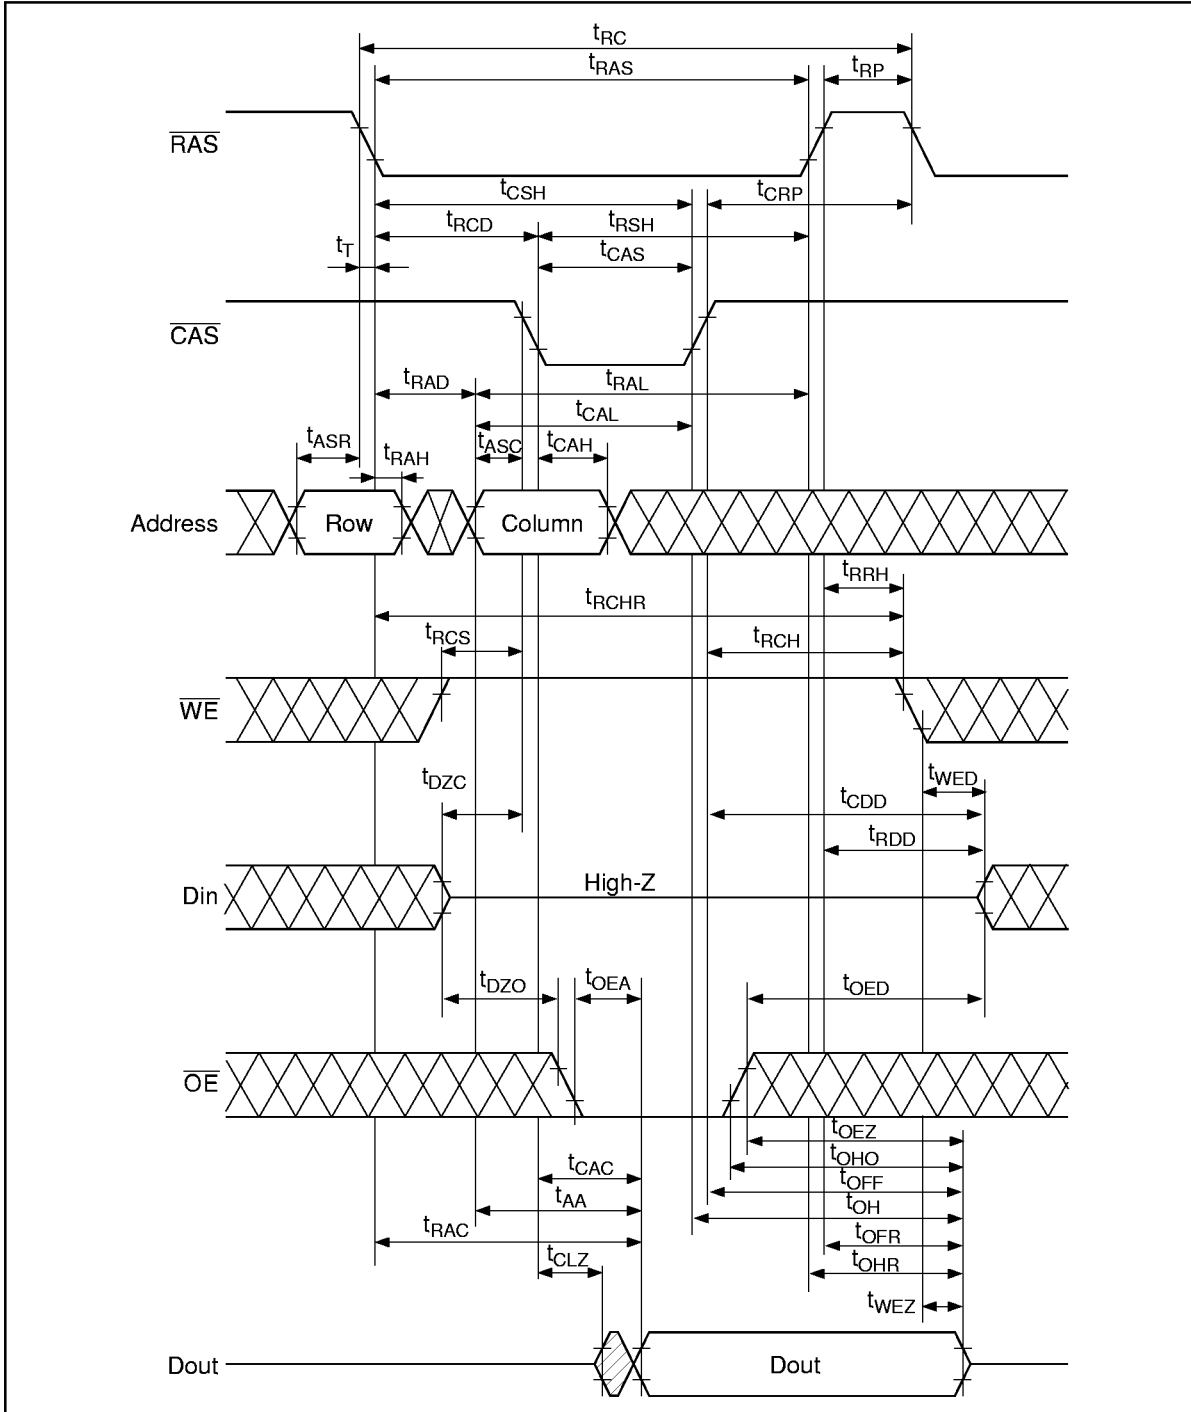 tRC
tRAS
tRP
RAS
tCSH
tCRP
tRCD
tRSH
tT
tCAS
CAS
tRAD
tRAL
tCAL
tASR
tRAH
tASC
tCAH
Address
Row
Column
tRRH
tRCHR
tRCS
tRCH
WE
tDZC
tWED
tCDD
tRDD
Din
High-Z
tDZO
tOEA
tOED
OE
tOEZ
tOHO
tCAC
tOFF
tAA
tOH
tRAC
tOFR
tCLZ
tOHR
tWEZ
Dout
Dout